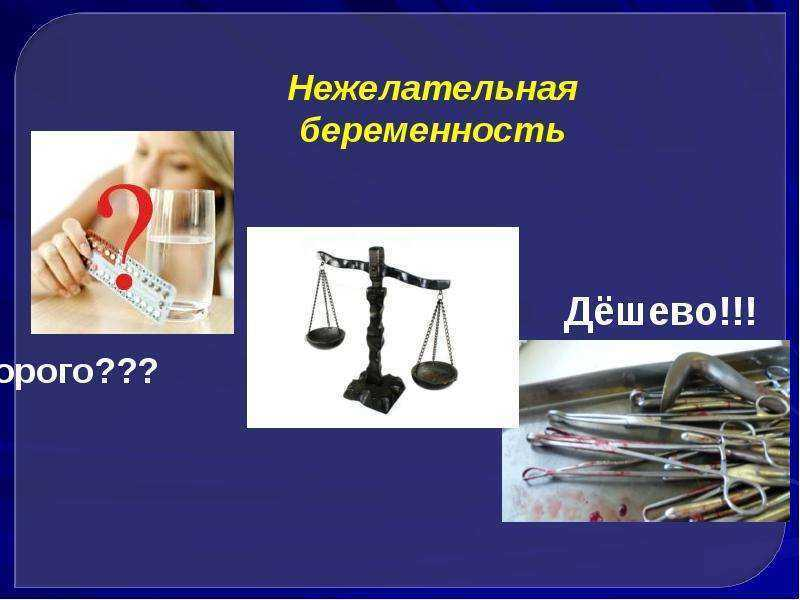 Нежелательная
беременность
?
Дёшево!!!
орого???